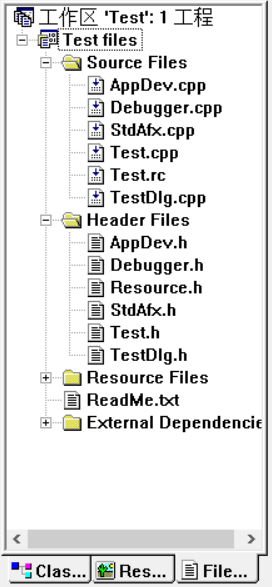 工作区 'Test': 1 工程
Test files
Source Files
AppDev.cpp
Debugger.cpp
StdAfx.cpp
Test.cpp
Test.rc
TestDlg.cpp
Header Files
AppDev.h
Debugger.h
Resource.h
StdAfx.h
Test.h
TestDlg.h
Resource Files
ReadMe.txt
External Dependencie
Clas... Res... File...